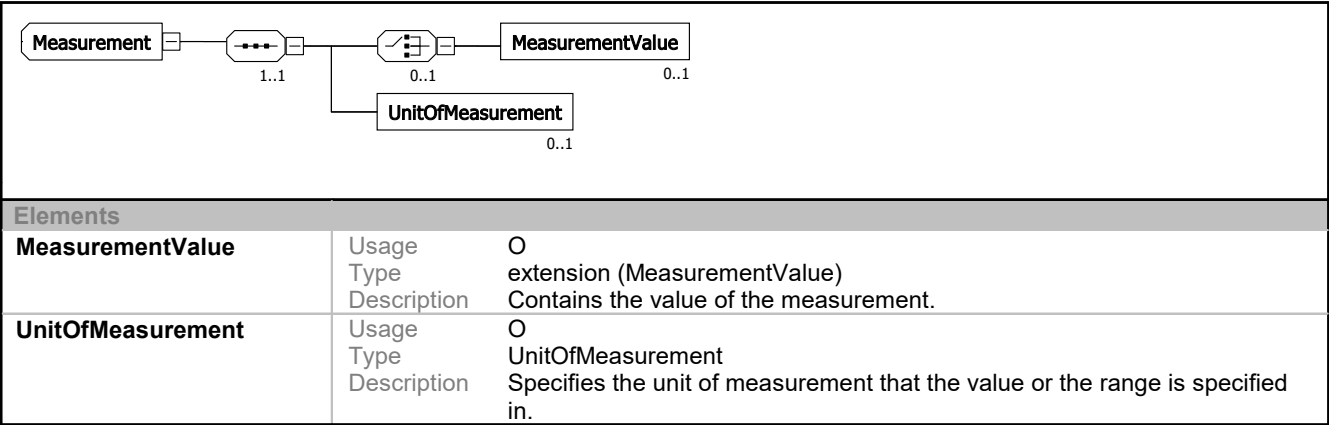 Measurement
MeasurementValue
1..1
0..1
0..1
UnitOfMeasurement
0..1
Elements
MeasurementValue Usage O
Type extension (MeasurementValue)
Description Contains the value of the measurement.
UnitOfMeasurement Usage O
Type UnitOfMeasurement
Description Specifies the unit of measurement that the value or the range is specified
in.